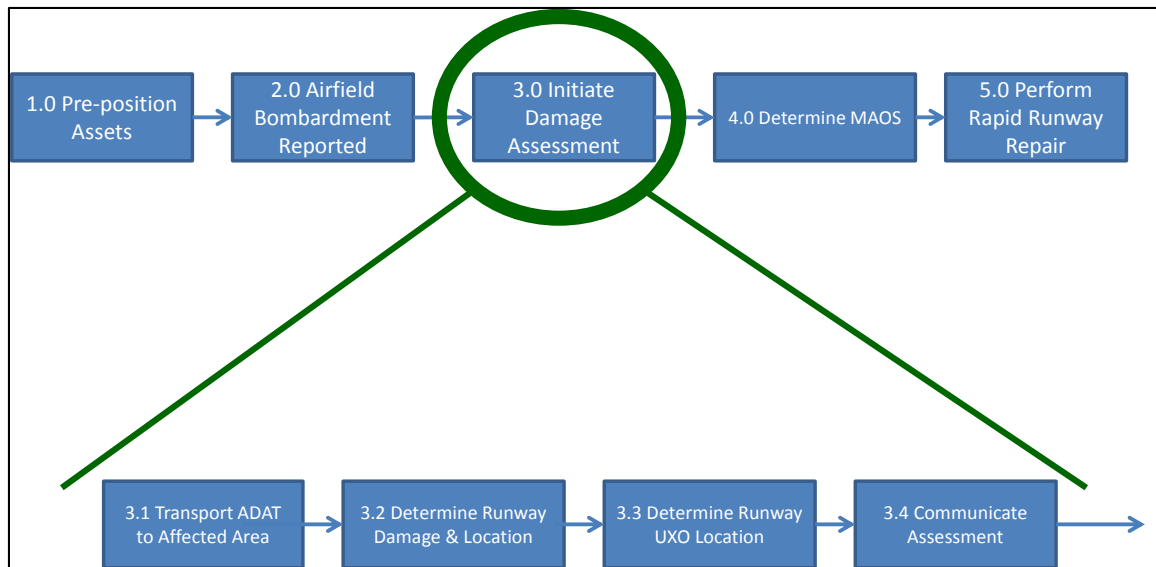 1.0 Pre-position
Assets
2.0 Airfield
Bombardment
Reported
3.0 Initiate
Damage
Assessment
4.0 Determine MAOS
5.0 Perform
Rapid Runway
Repair
3.1 Transport ADAT
to Affected Area
3.2 Determine Runway
Damage & Location
3.3 Determine Runway
UXO Location
3.4 Communicate
Assessment